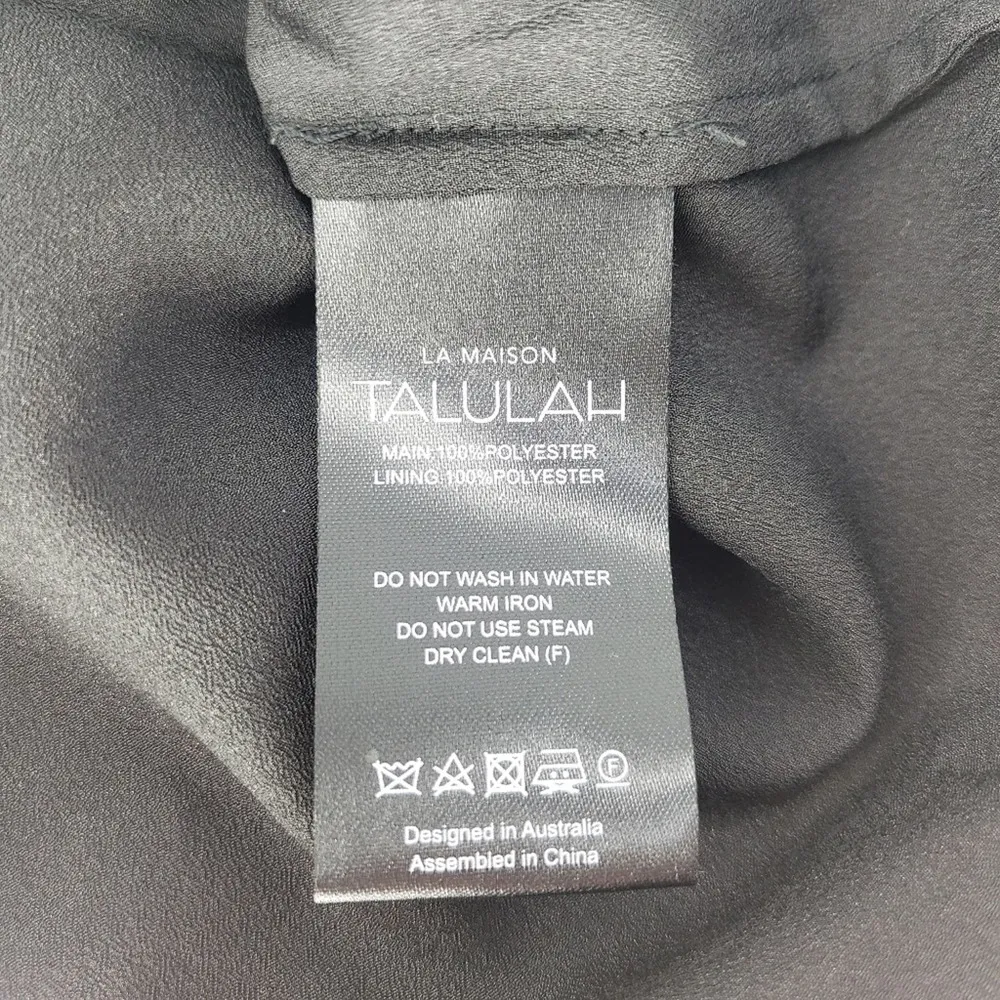 LA MAISON
TALULAH
MAIN:100%POLYESTER
LINING:100%POLYESTER
DO NOT WASH IN WATER
WARM IRON
DO NOT USE STEAM
DRY CLEAN (F)
F
Designed in Australia
Assembled in China